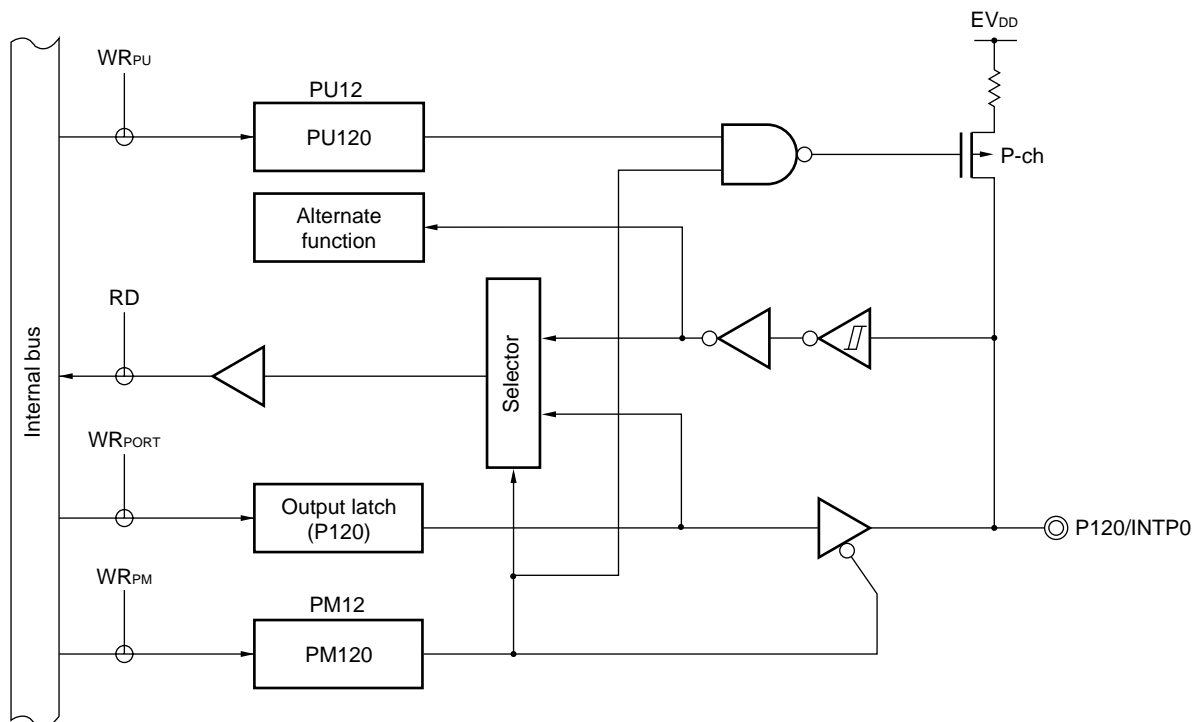 EVDD
WRPU
PU12
PU120
P-ch
Alternate
function
RD
Internal bus
Selector
WRPORT
Output latch
(P120)
P120/INTP0
WRPM
PM12
PM120